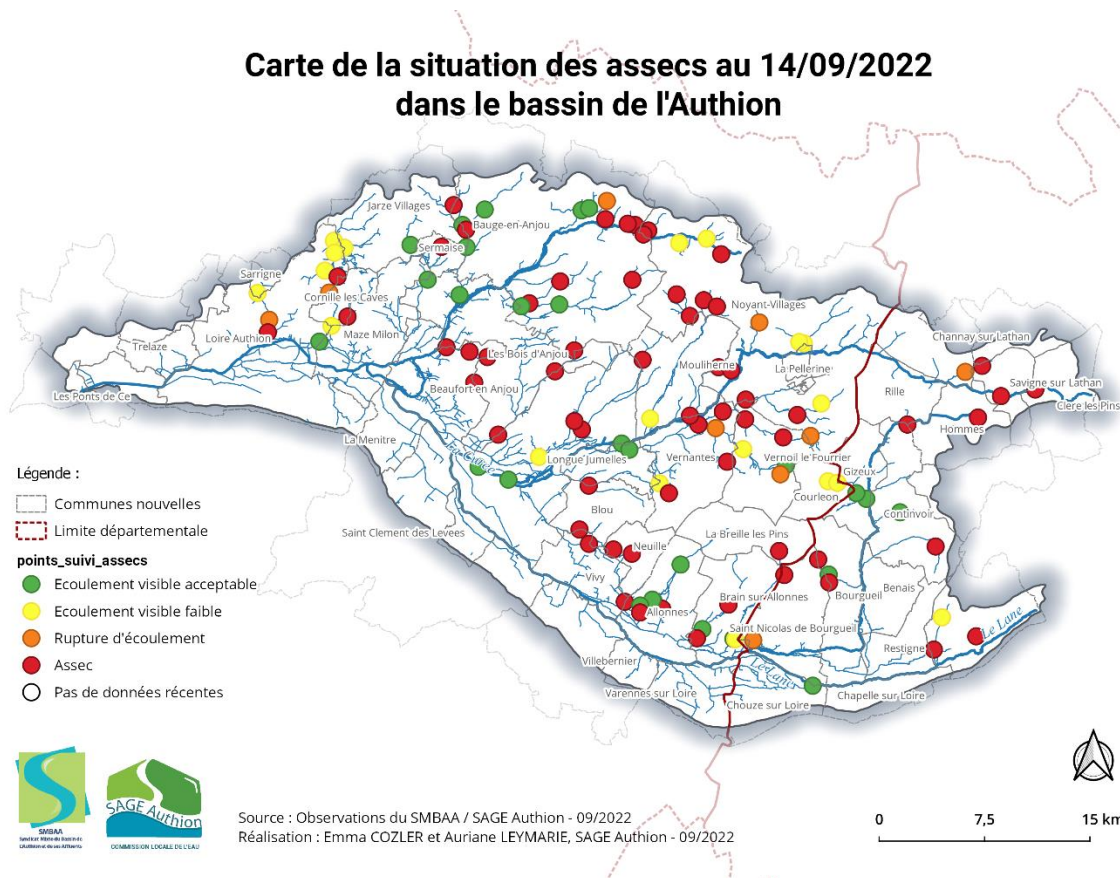 Carte de la situation des assecs au 14/09/2022
dans le bassin de l'Authion
Jarze Villages
Bauge-en-Anjou
Sermaise
Sarrigne
Cornille les Caves
Noyant-Villages
Trelaze
Loire Authion
Maze Milon
Channay sur Lathan
Les Bois d'Anjou
Mouliherne
La Pellerine
Les Ponts de Ce
Beaufort en Anjou
Rille
Savigne sur Lathan
Clere les Pins
Hommes
La Menitre
Longue Jumelles
Vernantes
Vernoil le Fourrier
Gizeux
Courleon
Continvoir
Blou
Saint Clement des Levees
La Breille les Pins
Neuille
Vivy
Benais
Brain sur Allonnes
Bourgueil
Allonnes
Saint Nicolas de Bourgueil
Le Lane
Restigne
Villebernier
Varennes sur Loire
Chapelle sur Loire
Chouze sur Loire
Légende :
Communes nouvelles
Limite départementale
points_suivi_assecs
Ecoulement visible acceptable
Ecoulement visible faible
Rupture d'écoulement
Assec
Pas de données récentes
SMBAA
SAGE Authion
COMMISSION LOCALE DE L'EAU
Source : Observations du SMBAA / SAGE Authion - 09/2022
Réalisation : Emma COZLER et Auriane LEYMARIE, SAGE Authion - 09/2022
0 7,5 15 km